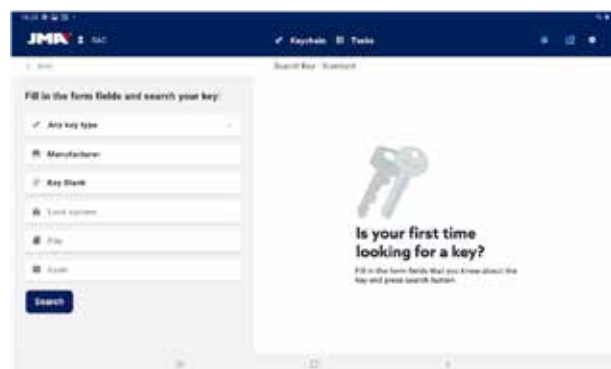 JMA
Keychain Tasks
Search Key - Standard
Fill in the form fields and search your key:
Any key type
Manufacturer
Key Blank
Lock system
File
Code
Search
Is your first time
looking for a key?
Fill in the form fields that you know about the
key and press search button.